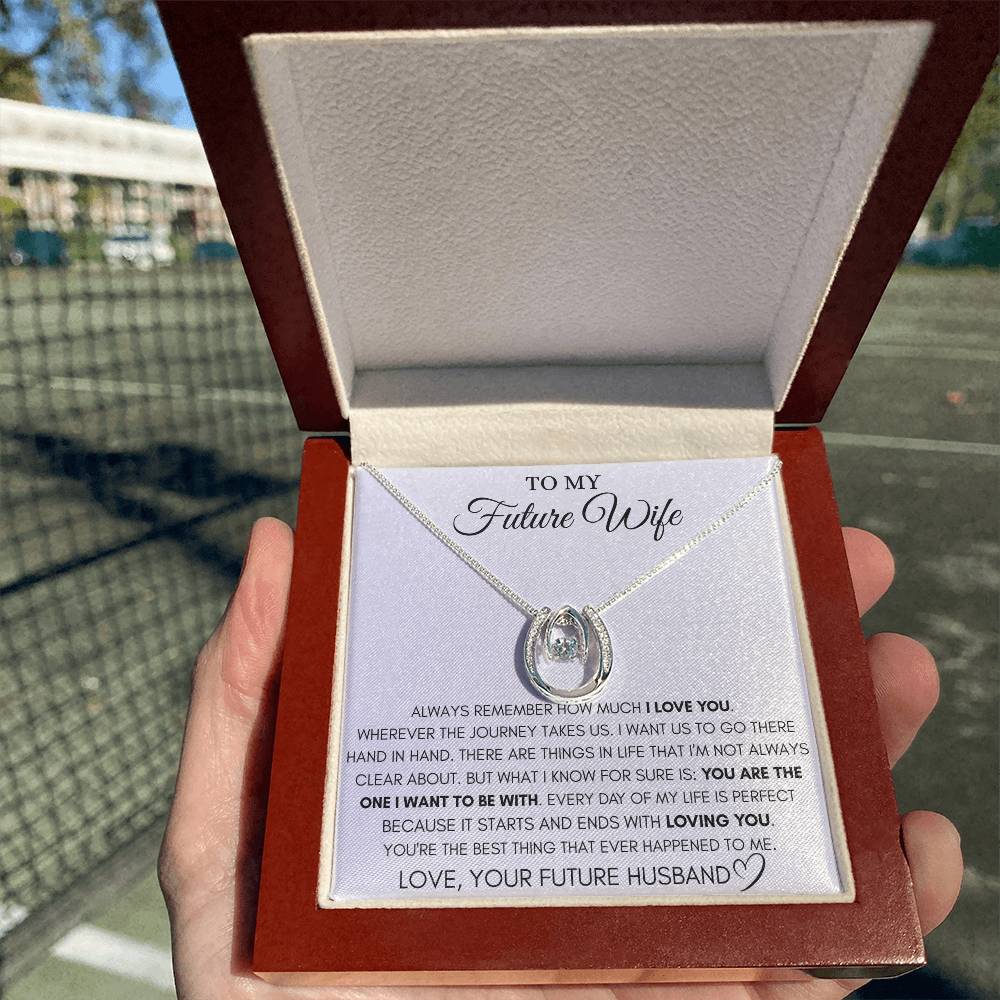 TO MY
Future Wife
ALWAYS REMEMBER HOW MUCH I LOVE YOU.
WHEREVER THE JOURNEY TAKES US, I WANT US TO GO THERE
HAND IN HAND. THERE ARE THINGS IN LIFE THAT I'M NOT ALWAYS
CLEAR ABOUT. BUT WHAT I KNOW FOR SURE IS: YOU ARE THE
ONE I WANT TO BE WITH. EVERY DAY OF MY LIFE IS PERFECT
BECAUSE IT STARTS AND ENDS WITH LOVING YOU.
YOU'RE THE BEST THING THAT EVER HAPPENED TO ME.
LOVE, YOUR FUTURE HUSBAND